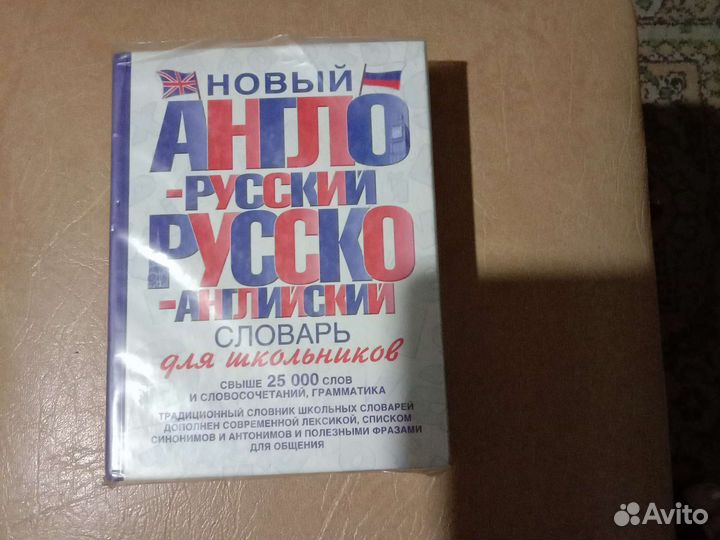 НОВЫЙ
АНГЛО
-РУССКИЙ
РУССКО
-АНГЛИЙСКИЙ
СЛОВАРЬ
для школьников
СВЫШЕ 25 000 СЛОВ
И СЛОВОСОЧЕТАНИЙ, ГРАММАТИКА
ТРАДИЦИОННЫЙ СЛОВНИК ШКОЛЬНЫХ СЛОВАРЕЙ
ДОПОЛНЕН СОВРЕМЕННОЙ ЛЕКСИКОЙ, СПИСКОМ
СИНОНИМОВ И АНТОНИМОВ И ПОЛЕЗНЫМИ ФРАЗАМИ
ДЛЯ ОБЩЕНИЯ
Avito